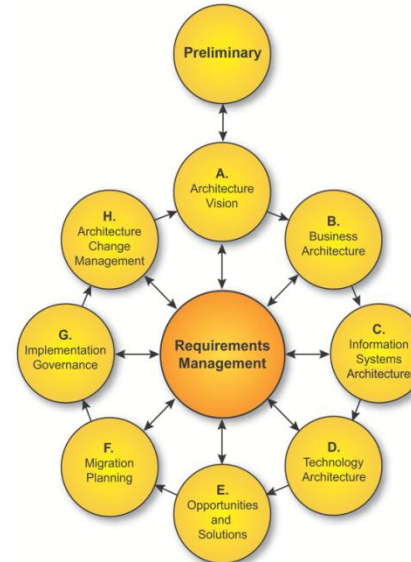 Preliminary
A.
Architecture
Vision
B.
Business
Architecture
C.
Information
Systems
Architecture
D.
Technology
Architecture
E.
Opportunities
and
Solutions
F.
Migration
Planning
G.
Implementation
Governance
H.
Architecture
Change
Management
Requirements
Management